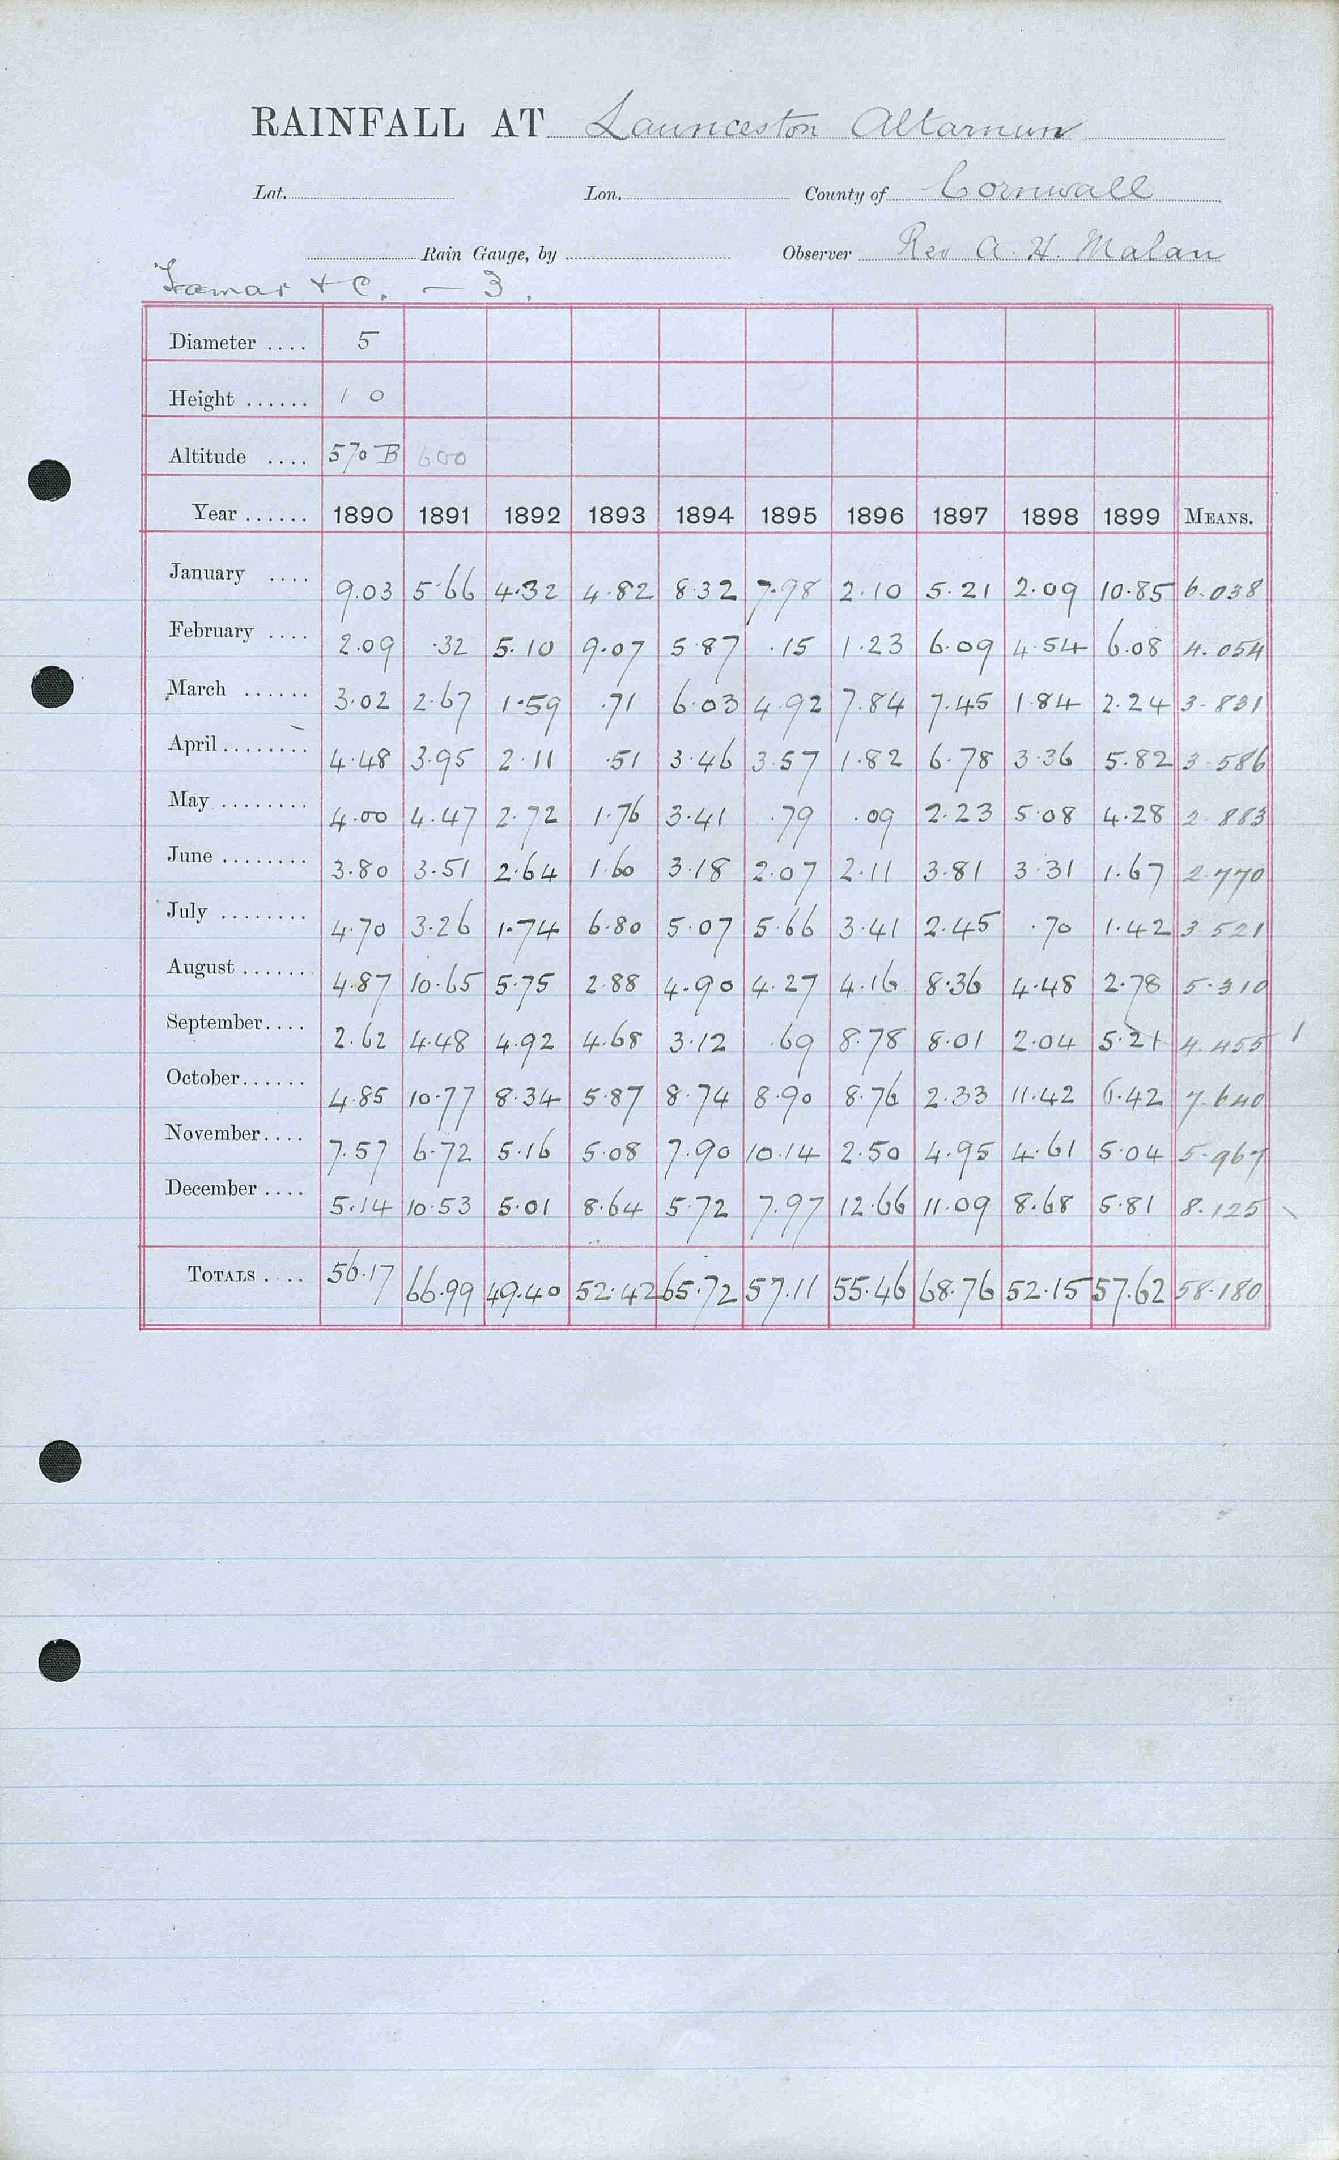 RAINFALL AT Launceston Altarnun
Lat. Lon. County of Cornwall
Rain Gauge, by Observer Rev A. H. Malan
Tamar & C. — 3.
Diameter .... 5
Height ...... 1 0
Altitude .... 570 B 600
Year ...... 1890 1891 1892 1893 1894 1895 1896 1897 1898 1899 MEANS.
January .... 9.03 5.66 4.32 4.82 8.32 7.98 2.10 5.21 2.09 10.85 6.038
February .... 2.09 .32 5.10 9.07 5.87 .15 1.23 6.09 4.54 6.08 4.054
March ...... 3.02 2.67 1.59 .71 6.03 4.92 7.84 7.45 1.84 2.24 3.831
April ........ 4.48 3.95 2.11 .51 3.46 3.57 1.82 6.78 3.36 5.82 3.586
May ........ 4.00 4.47 2.72 1.76 3.41 .79 .09 2.23 5.08 4.28 2.883
June ........ 3.80 3.51 2.64 1.60 3.18 2.07 2.11 3.81 3.31 1.67 2.770
July ........ 4.70 3.26 1.74 6.80 5.07 5.66 3.41 2.45 .70 1.42 3.521
August ...... 4.87 10.65 5.75 2.88 4.90 4.27 4.16 8.36 4.48 2.78 5.310
September .... 2.62 4.48 4.92 4.68 3.12 .69 8.78 8.01 2.04 5.21 4.455 1
October ...... 4.85 10.77 8.34 5.87 8.74 8.90 8.76 2.33 11.42 6.42 7.640
November .... 7.57 6.72 5.16 5.08 7.90 10.14 2.50 4.95 4.61 5.04 5.967
December .... 5.14 10.53 5.01 8.64 5.72 7.97 12.66 11.09 8.68 5.81 8.125
TOTALS .... 56.17 66.99 49.40 52.42 65.72 57.11 55.46 68.76 52.15 57.62 58.180